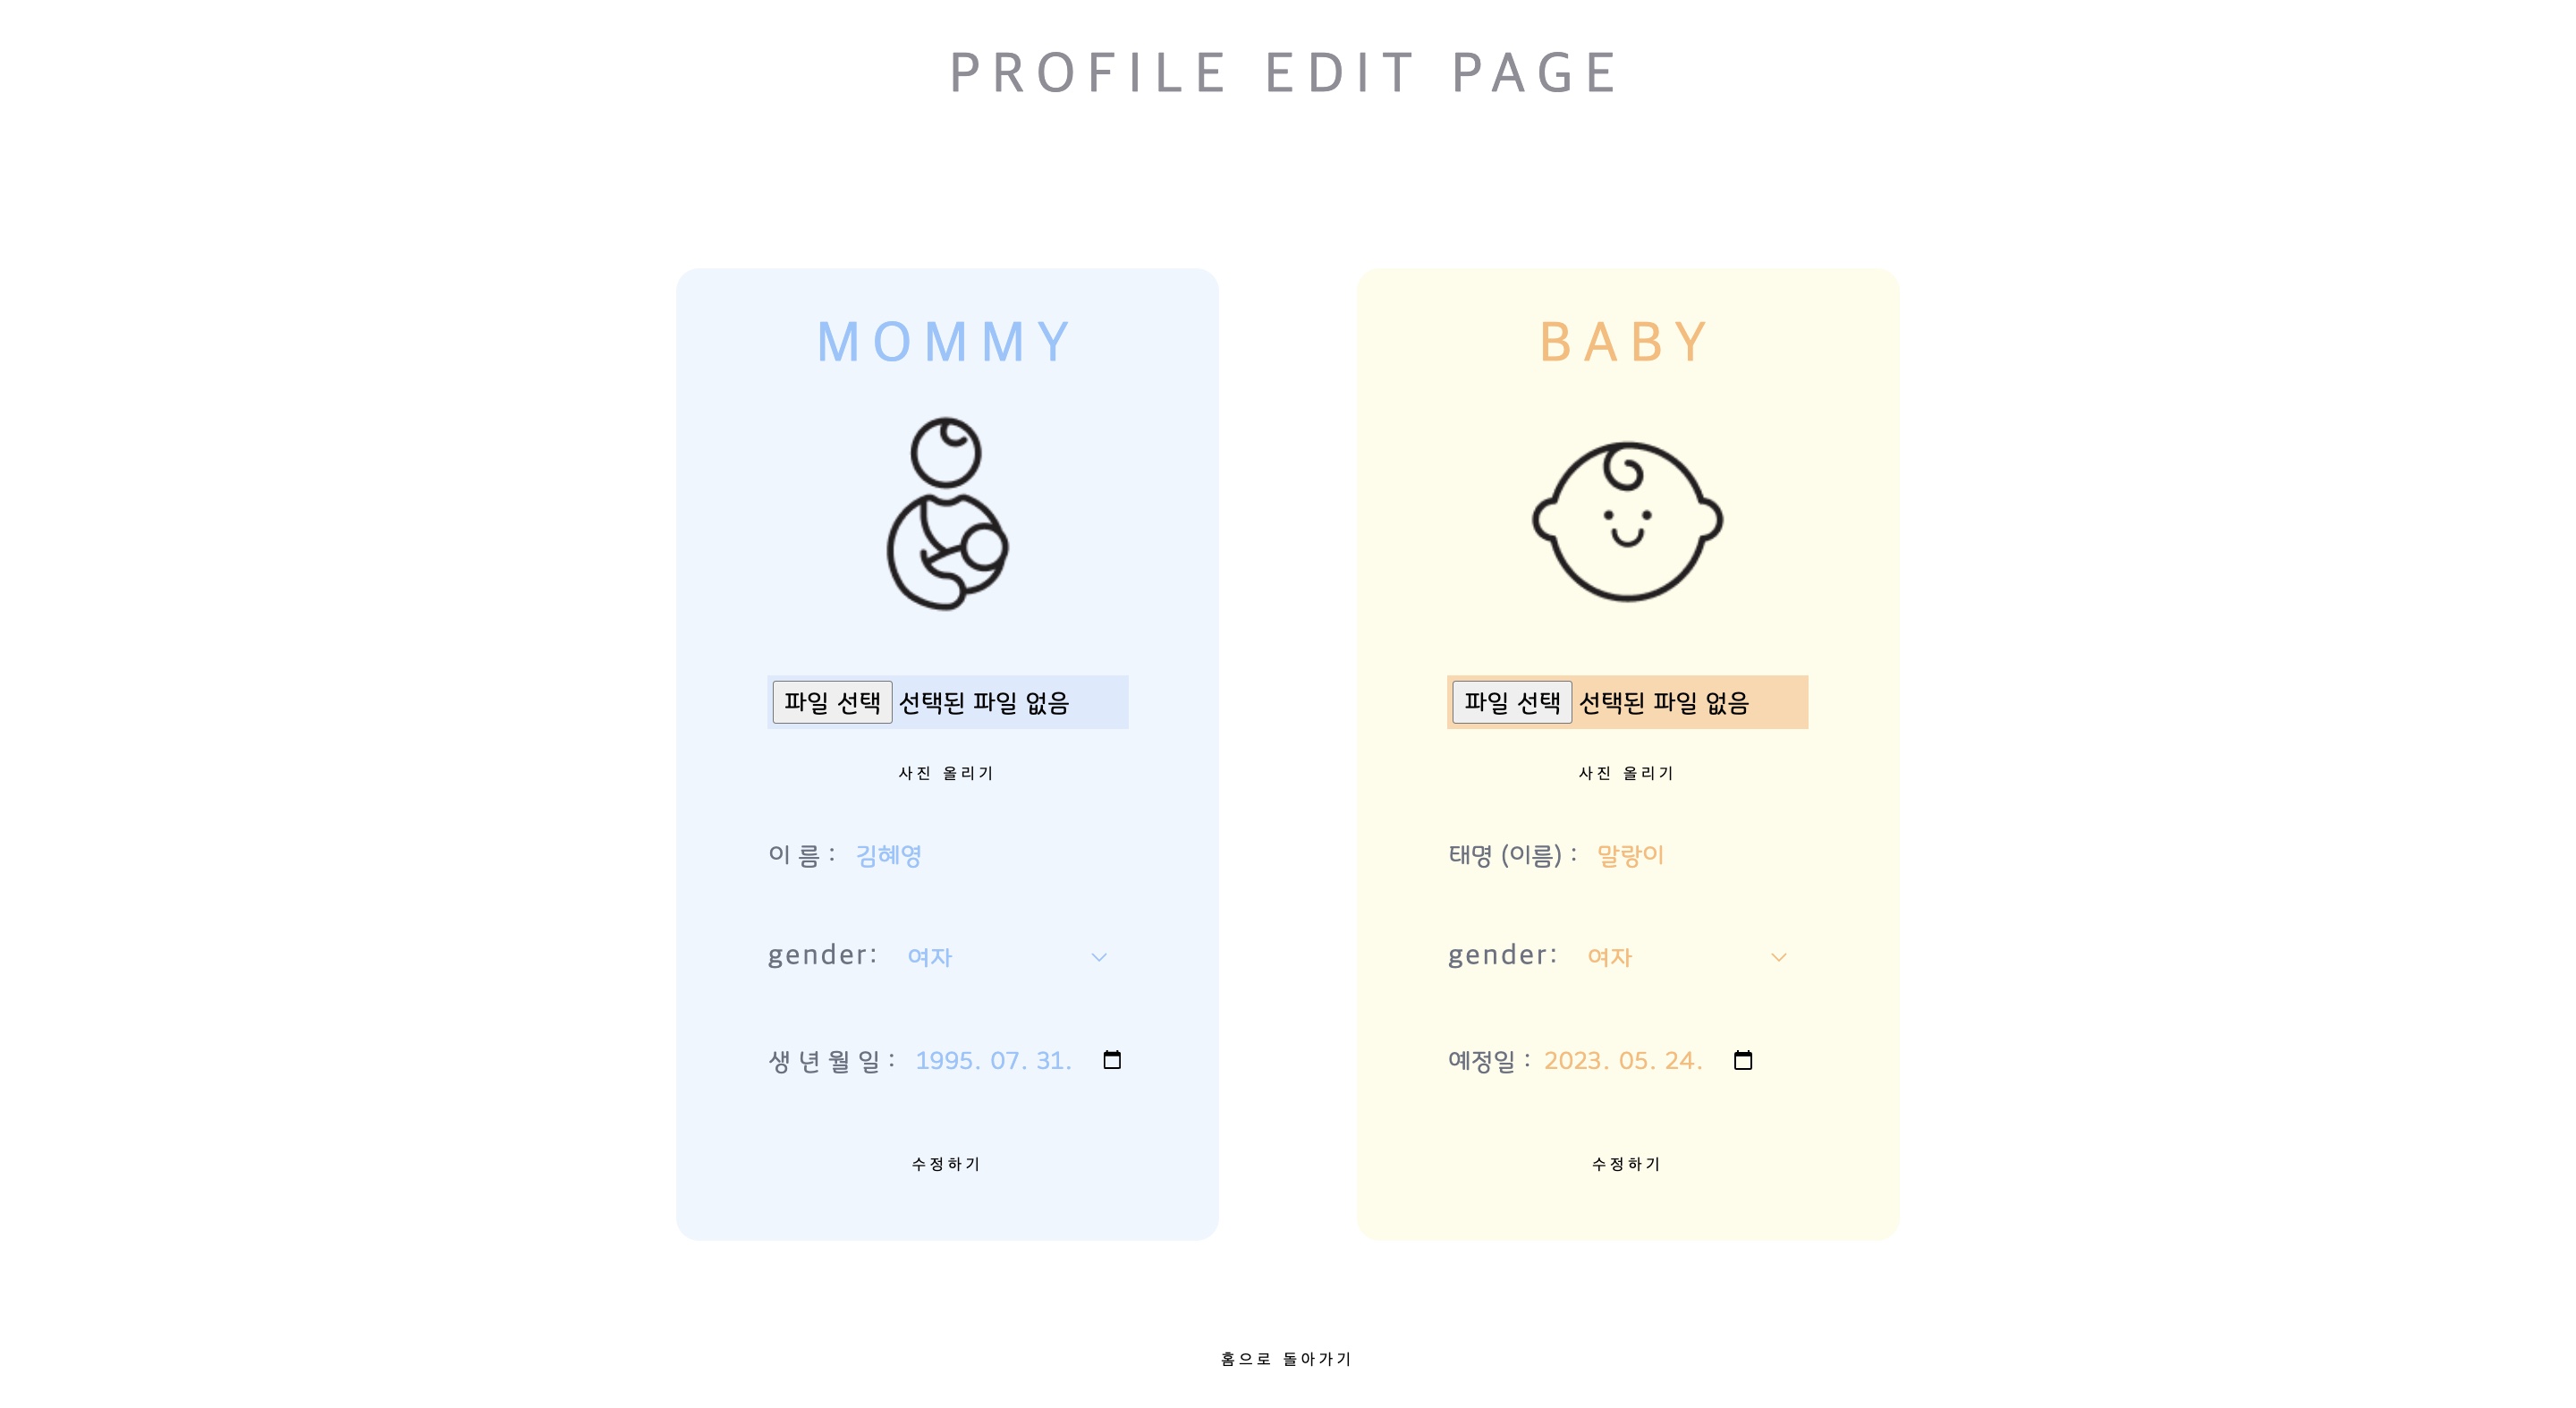 PROFILE EDIT PAGE
MOMMY
파일 선택 선택된 파일 없음
사진 올리기
이 름 : 김혜영
gender: 여자
생 년 월 일 : 1995. 07. 31.
수정하기
BABY
파일 선택 선택된 파일 없음
사진 올리기
태명 (이름) : 말랑이
gender: 여자
예정일 : 2023. 05. 24.
수정하기
홈으로 돌아가기